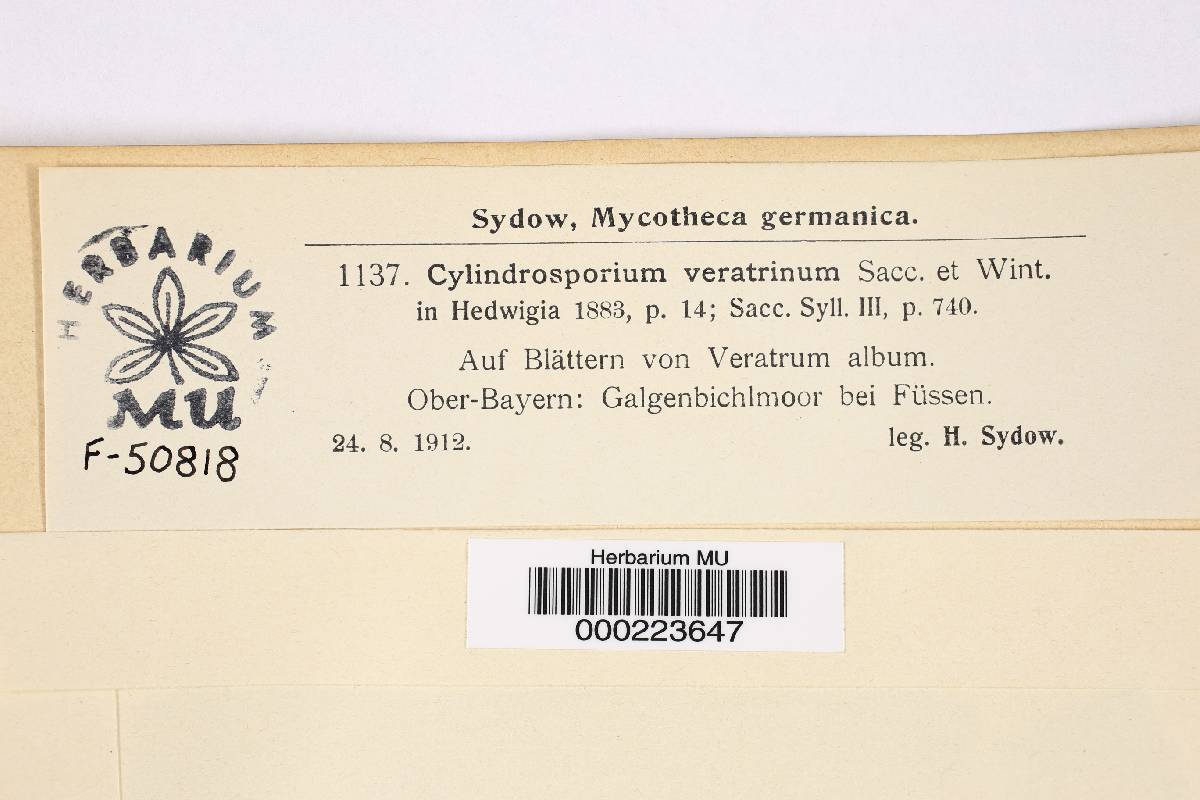 Sydow, Mycotheca germanica.
1137. Cylindrosporium veratrinum Sacc. et Wint.
in Hedwigia 1883, p. 14; Sacc. Syll. III, p. 740.
Auf Blättern von Veratrum album.
Ober-Bayern: Galgenbichlmoor bei Füssen.
24. 8. 1912.
leg. H. Sydow.
HERBARIUM
MU
F-50818
Herbarium MU
000223647